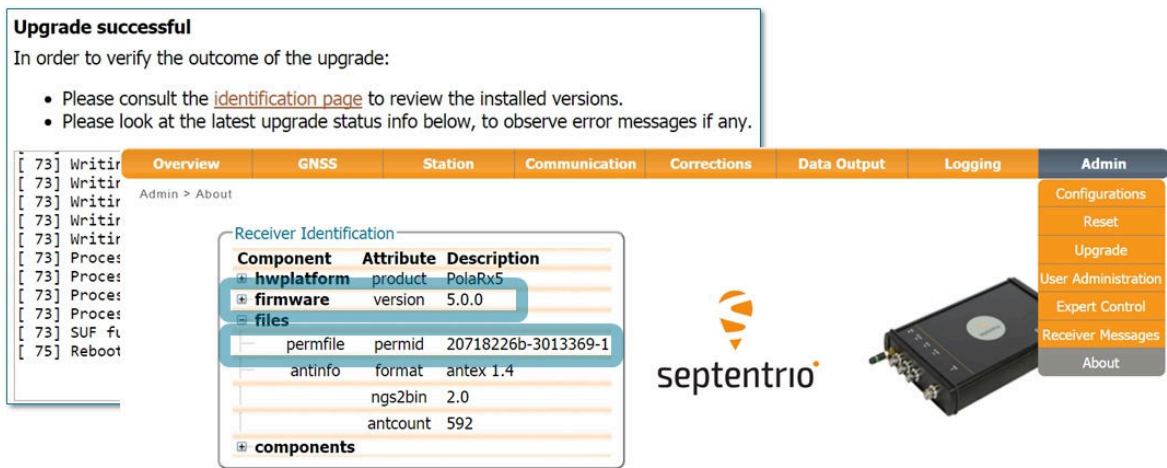 Upgrade successful
In order to verify the outcome of the upgrade:
• Please consult the identification page to review the installed versions.
• Please look at the latest upgrade status info below, to observe error messages if any.
[ 73] Writin
[ 73] Writin
[ 73] Writin
[ 73] Writin
[ 73] Writin
[ 73] Proces
[ 73] Proces
[ 73] Proces
[ 73] Proces
[ 73] SUF fu
[ 75] Reboot
Overview GNSS Station Communication Corrections Data Output Logging Admin
Admin > About
Configurations
Reset
Upgrade
User Administration
Expert Control
Receiver Messages
About
Receiver Identification
Component Attribute Description
hwplatform product PolaRx5
firmware version 5.0.0
files
permfile permid 20718226b-3013369-1
antinfo format antex 1.4
ngs2bin 2.0
antcount 592
components
septentrio